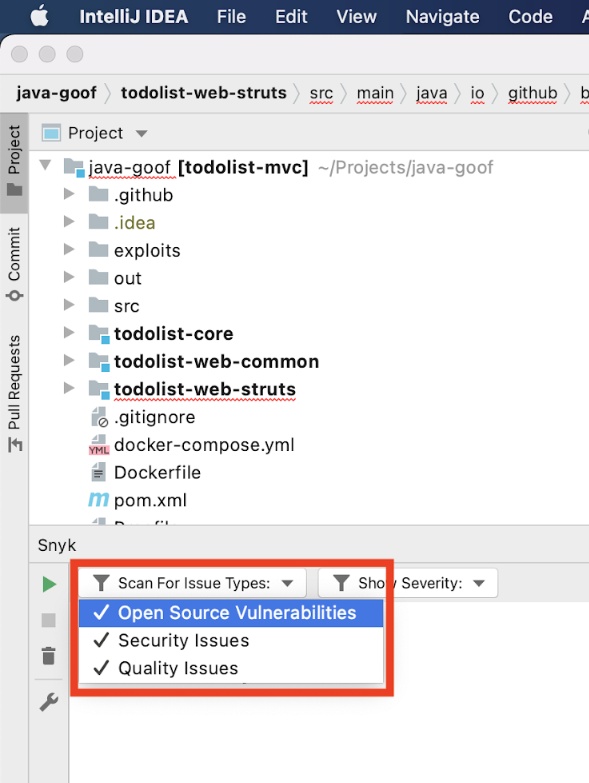 IntelliJ IDEA File Edit View Navigate Code
java-goof 〉 todolist-web-struts 〉 src 〉 main 〉 java 〉 io 〉 github 〉
Project
Project
Commit
Pull Requests
java-goof [todolist-mvc] ~/Projects/java-goof
.github
.idea
exploits
out
src
todolist-core
todolist-web-common
todolist-web-struts
.gitignore
YML docker-compose.yml
Dockerfile
m pom.xml
Snyk
Scan For Issue Types: Show Severity:
✓ Open Source Vulnerabilities
✓ Security Issues
✓ Quality Issues